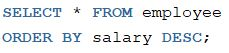 SELECT * FROM employee
ORDER BY salary DESC;